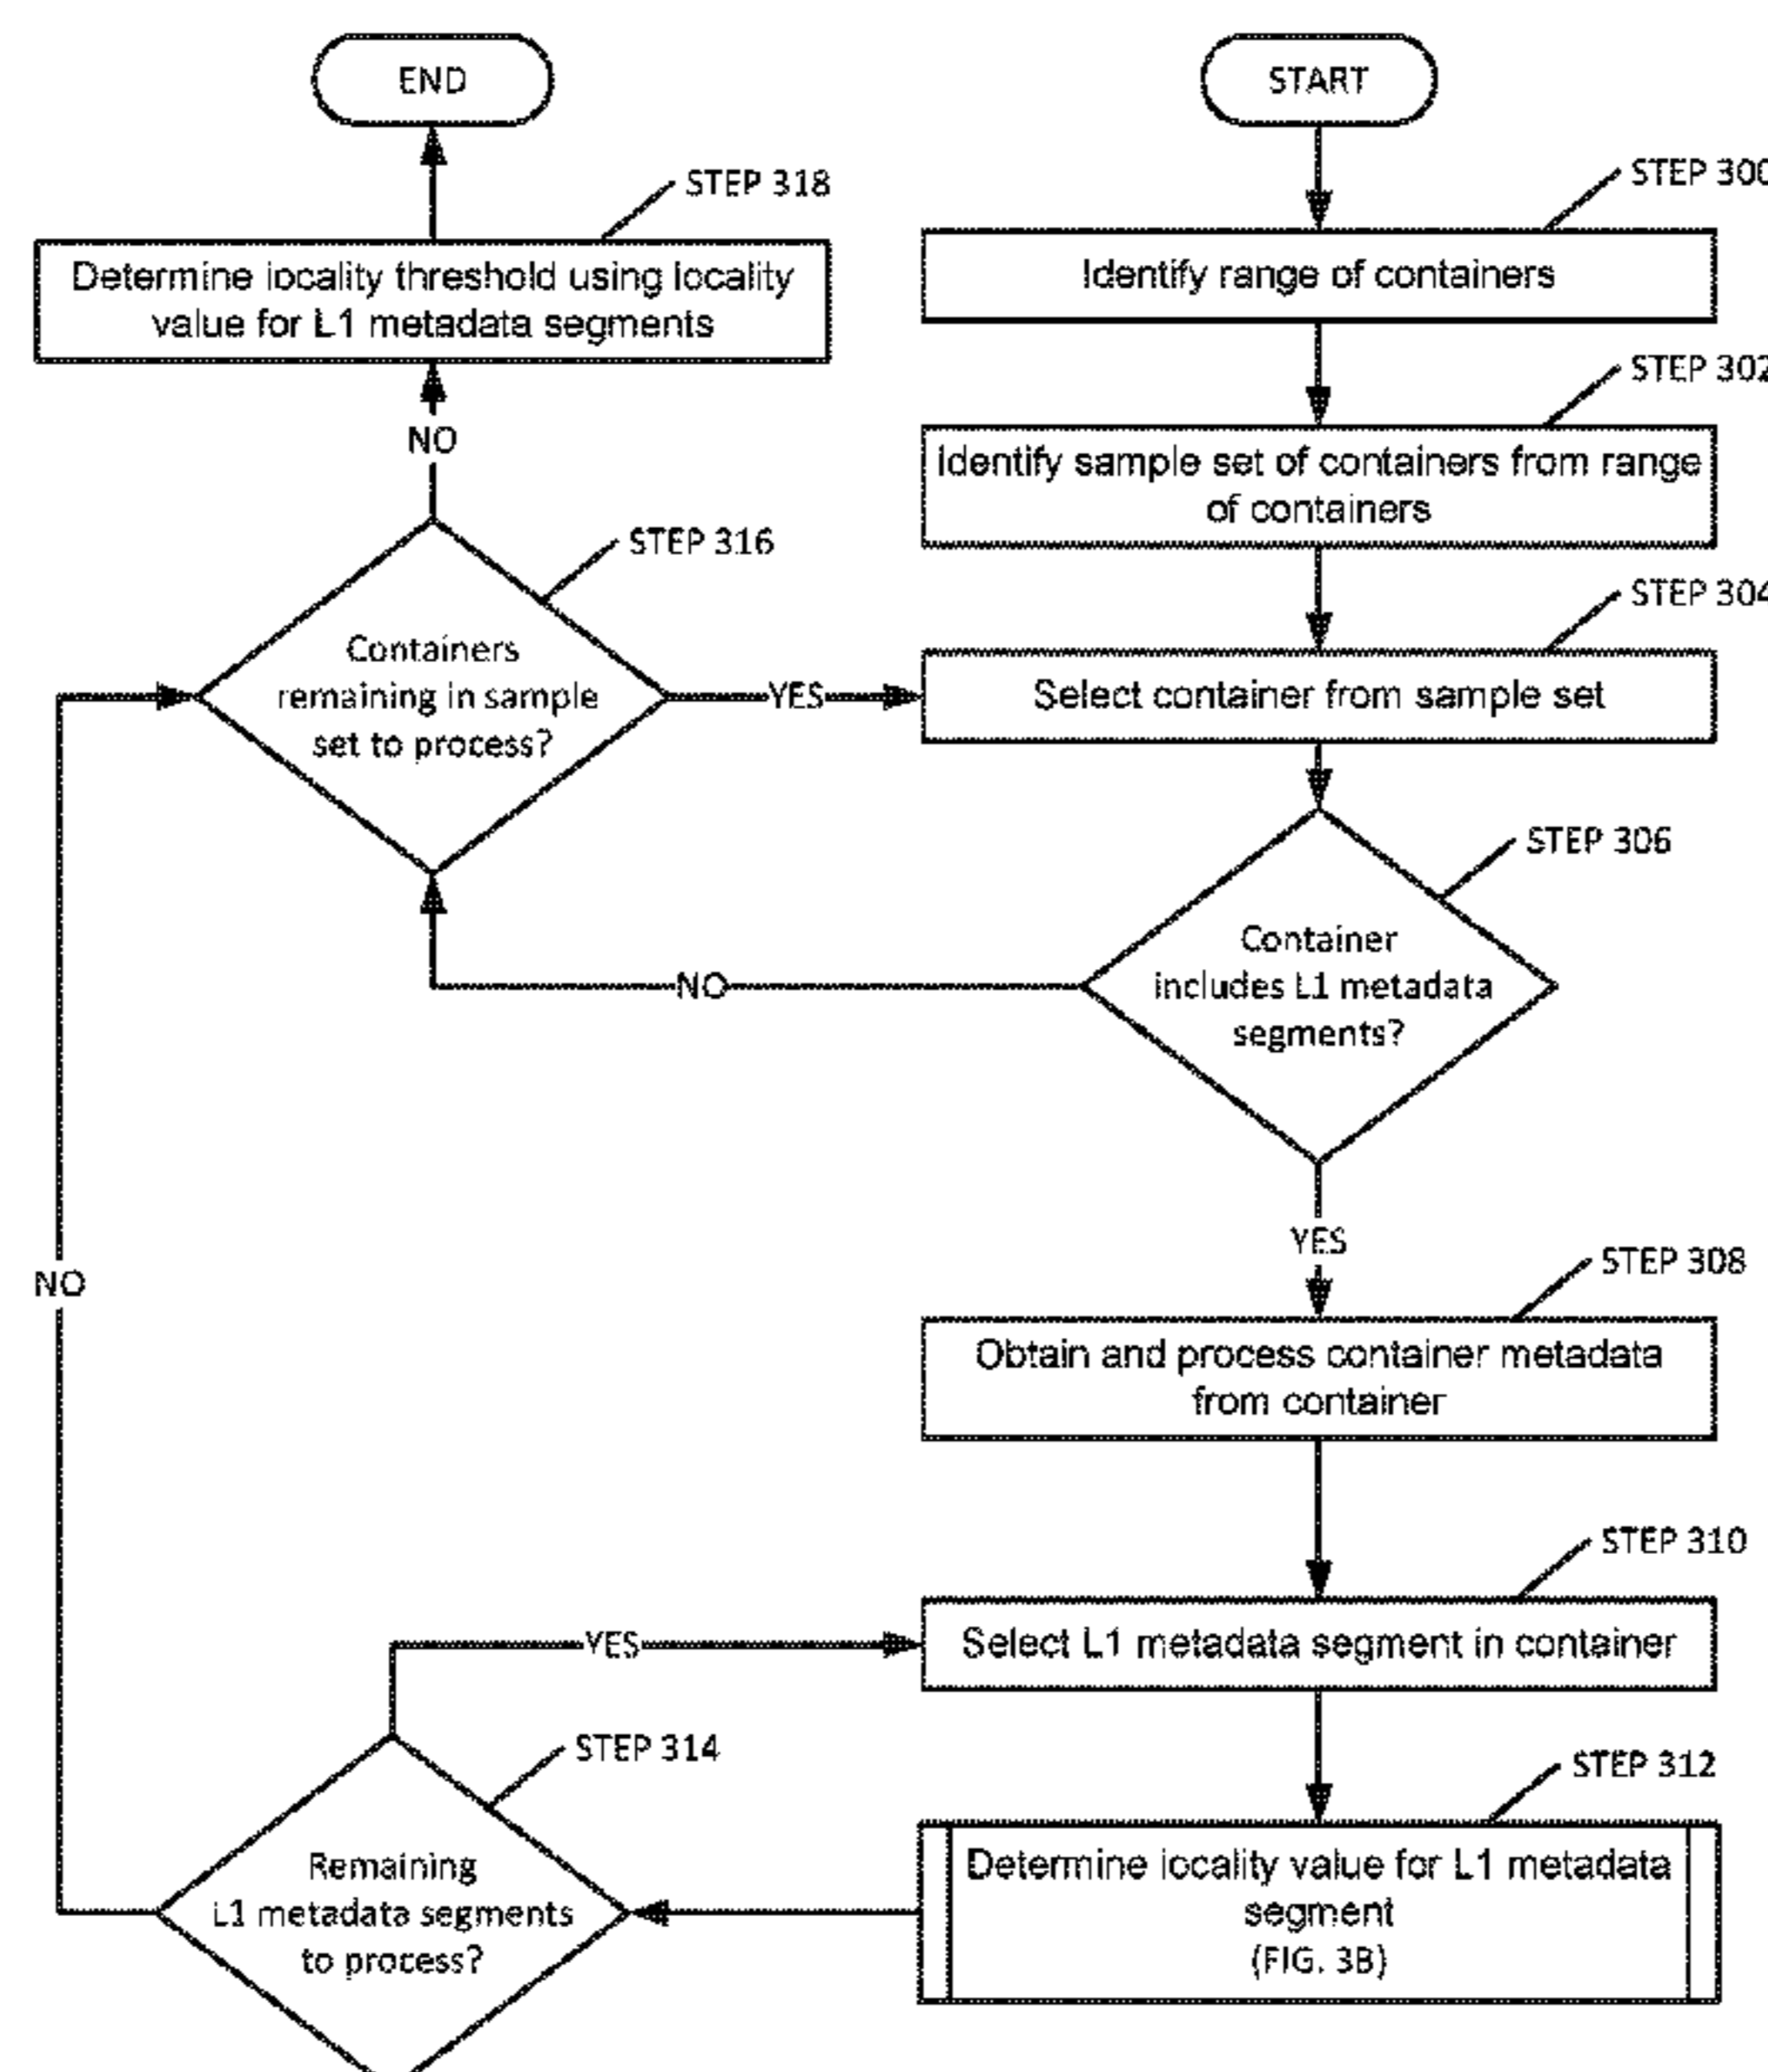 START
STEP 300
Identify range of containers
STEP 302
Identify sample set of containers from range
of containers
STEP 304
Select container from sample set
STEP 306
Container
includes L1 metadata
segments?
NO
YES
STEP 308
Obtain and process container metadata
from container
STEP 310
Select L1 metadata segment in container
STEP 312
Determine locality value for L1 metadata
segment
(FIG. 3B)
STEP 314
Remaining
L1 metadata segments
to process?
YES
NO
STEP 316
Containers
remaining in sample
set to process?
YES
NO
STEP 318
Determine locality threshold using locality
value for L1 metadata segments
END